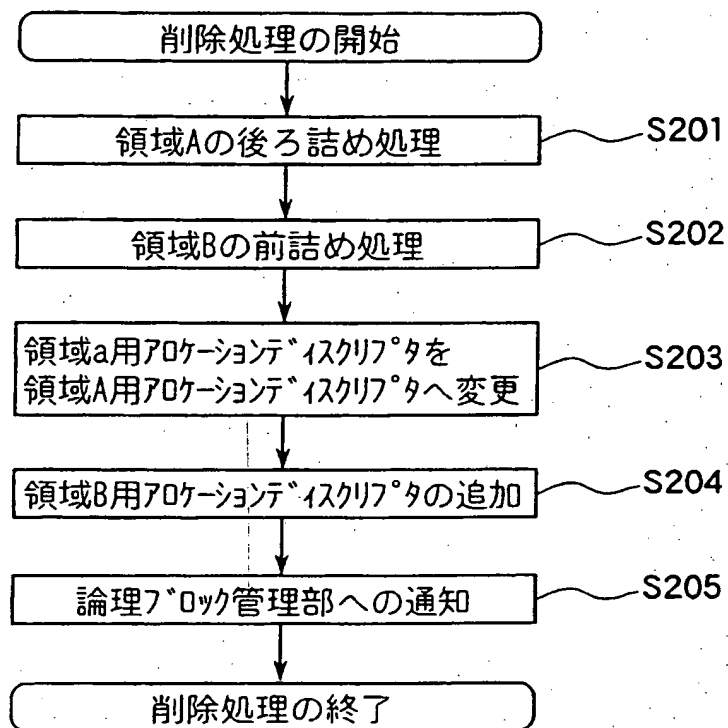 削除処理の開始
領域Aの後ろ詰め処理
S201
領域Bの前詰め処理
S202
領域a用ｱﾛｹｰｼｮﾝﾃﾞｨｽｸﾘﾌﾟﾀを
領域A用ｱﾛｹｰｼｮﾝﾃﾞｨｽｸﾘﾌﾟﾀへ変更
S203
領域B用ｱﾛｹｰｼｮﾝﾃﾞｨｽｸﾘﾌﾟﾀの追加
S204
論理ﾌﾞﾛｯｸ管理部への通知
S205
削除処理の終了